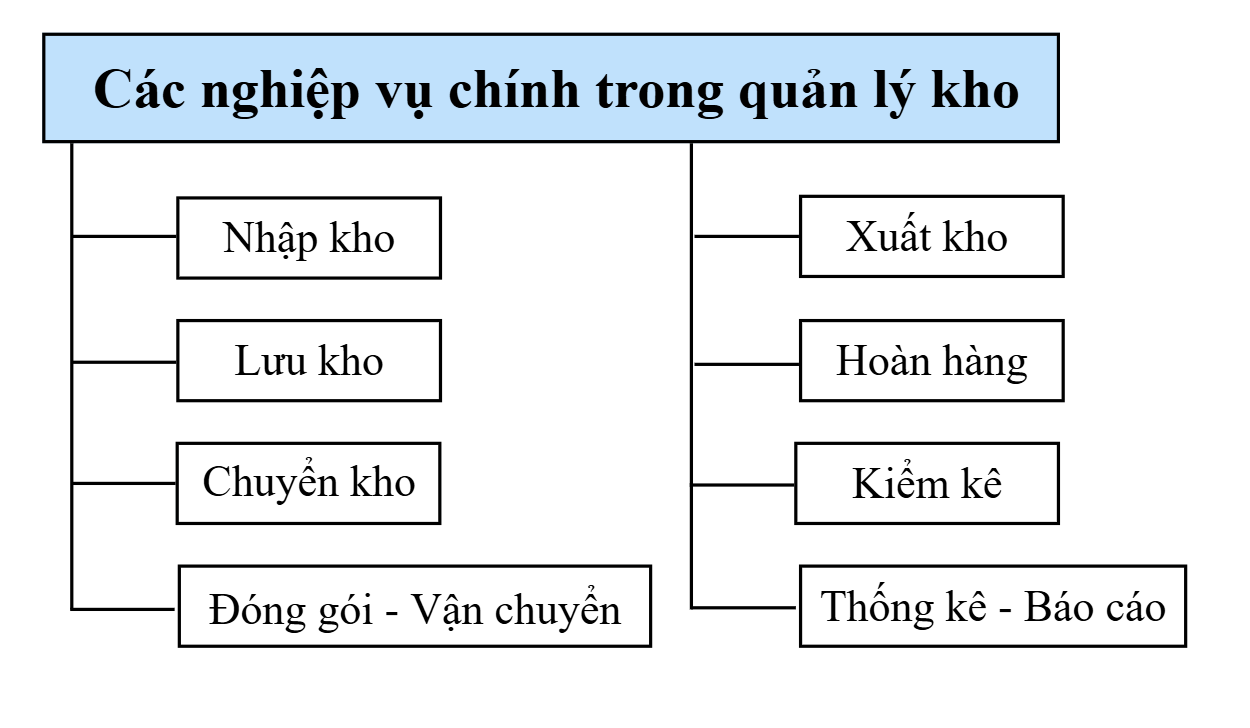 Các nghiệp vụ chính trong quản lý kho
Nhập kho
Lưu kho
Chuyển kho
Đóng gói - Vận chuyển
Xuất kho
Hoàn hàng
Kiểm kê
Thống kê - Báo cáo